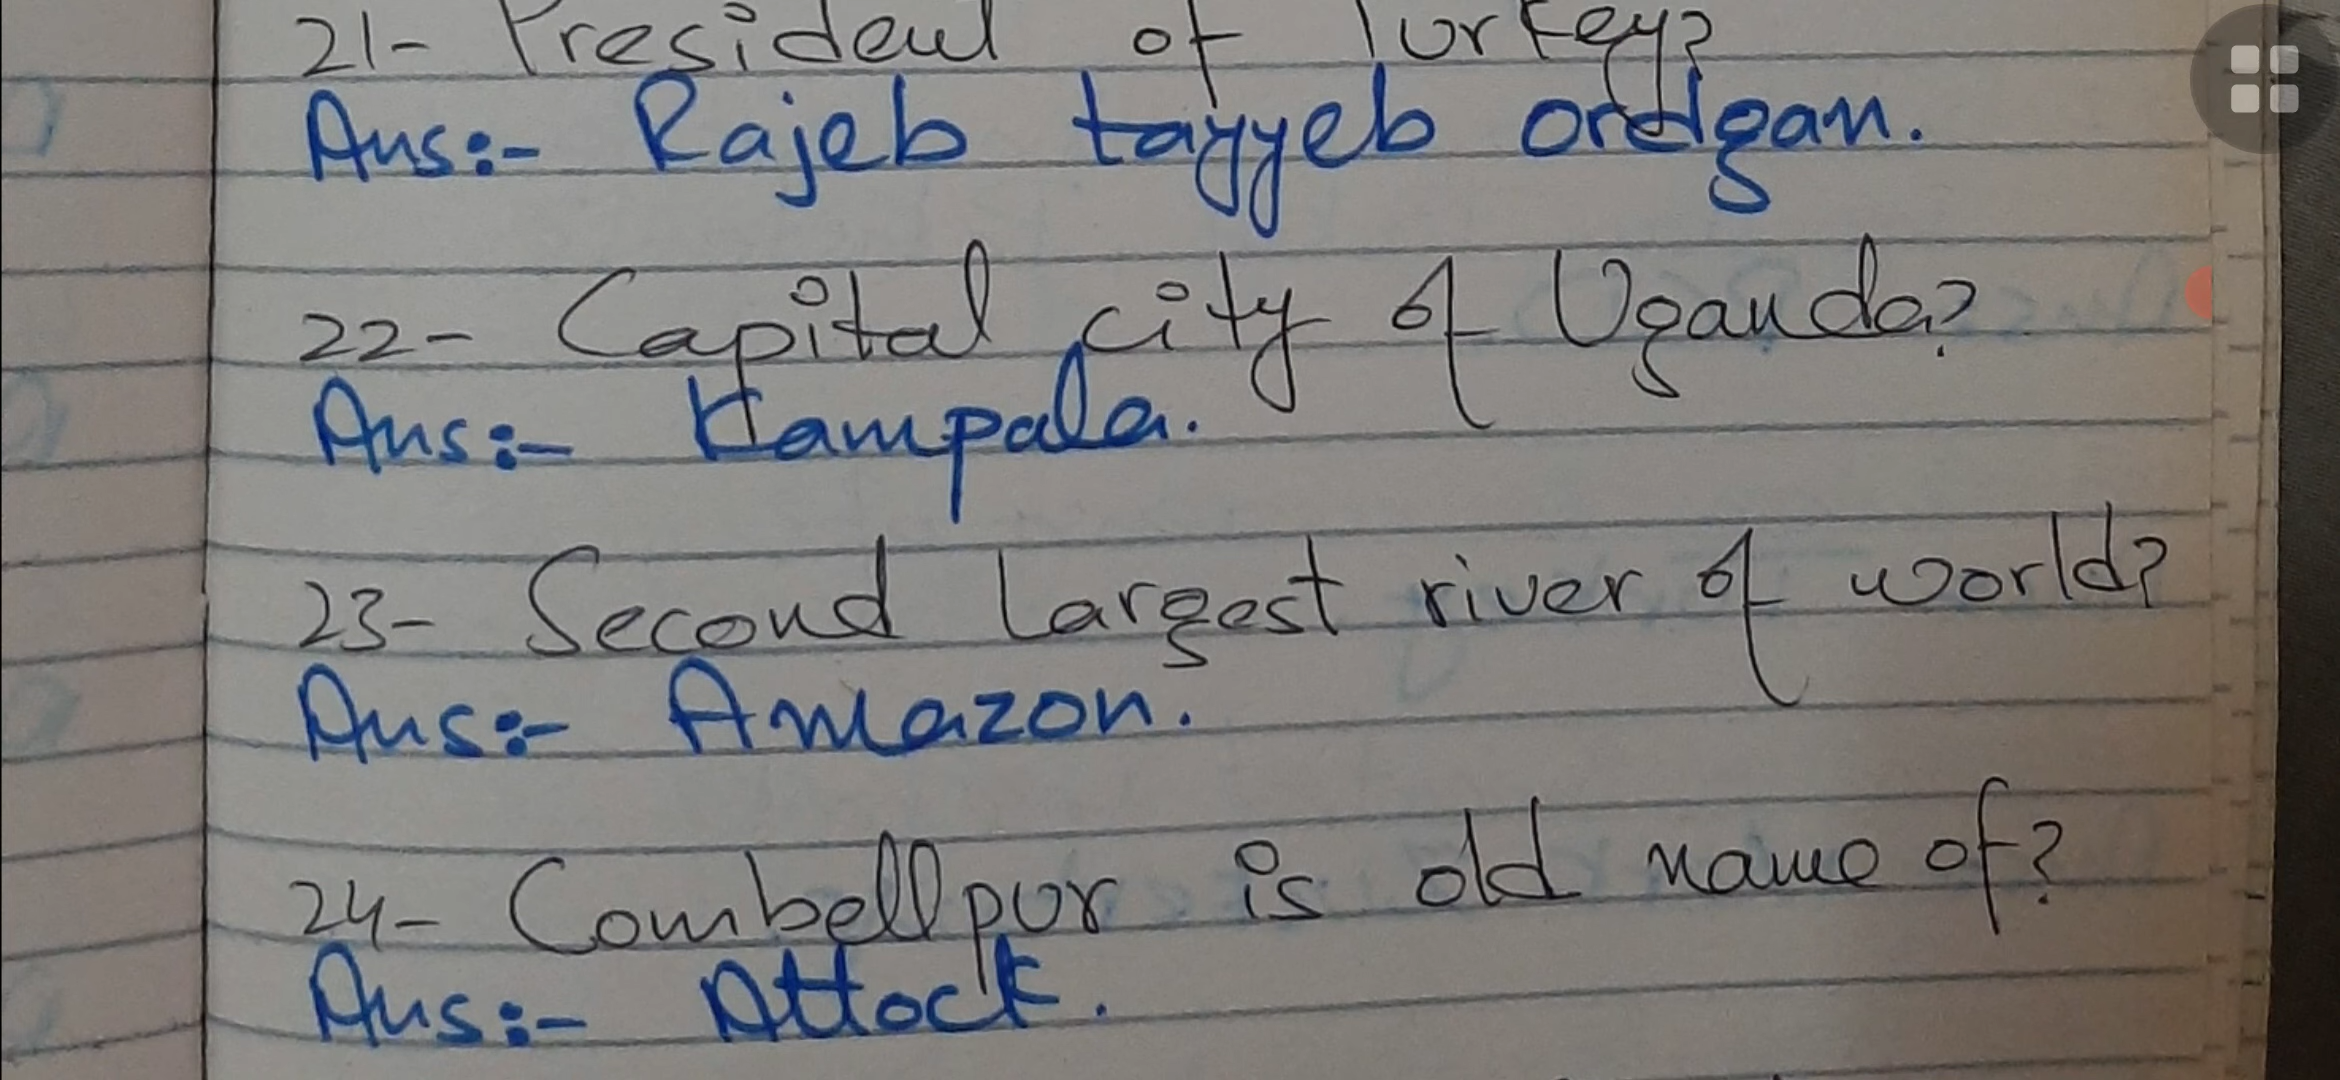 21- President of Turkey?
Ans:- Rajeb tayyeb ordgan.
22- Capital city of Uganda?
Ans:- Kampala.
23- Second largest river of world?
Ans:- Amazon.
24- Combellpur is old name of?
Ans:- Attock.